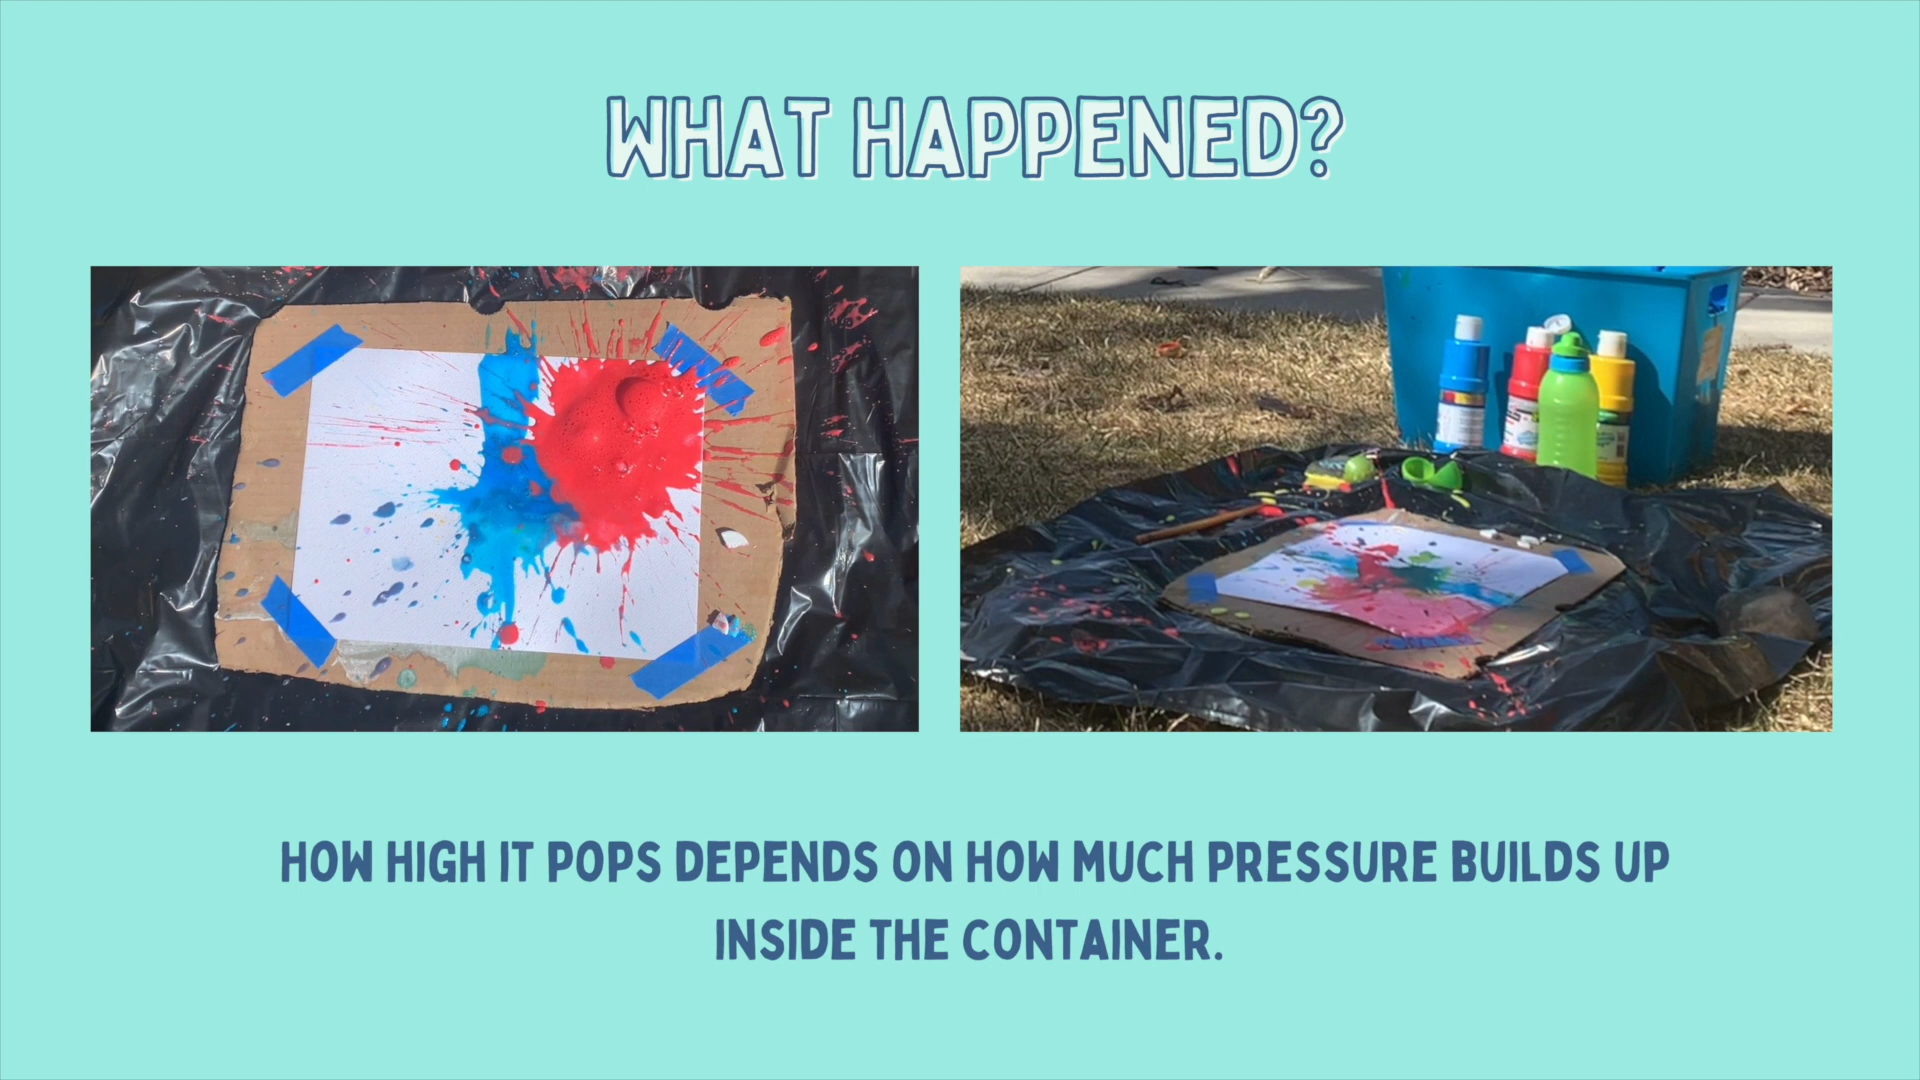 WHAT HAPPENED?
HOW HIGH IT POPS DEPENDS ON HOW MUCH PRESSURE BUILDS UP
INSIDE THE CONTAINER.